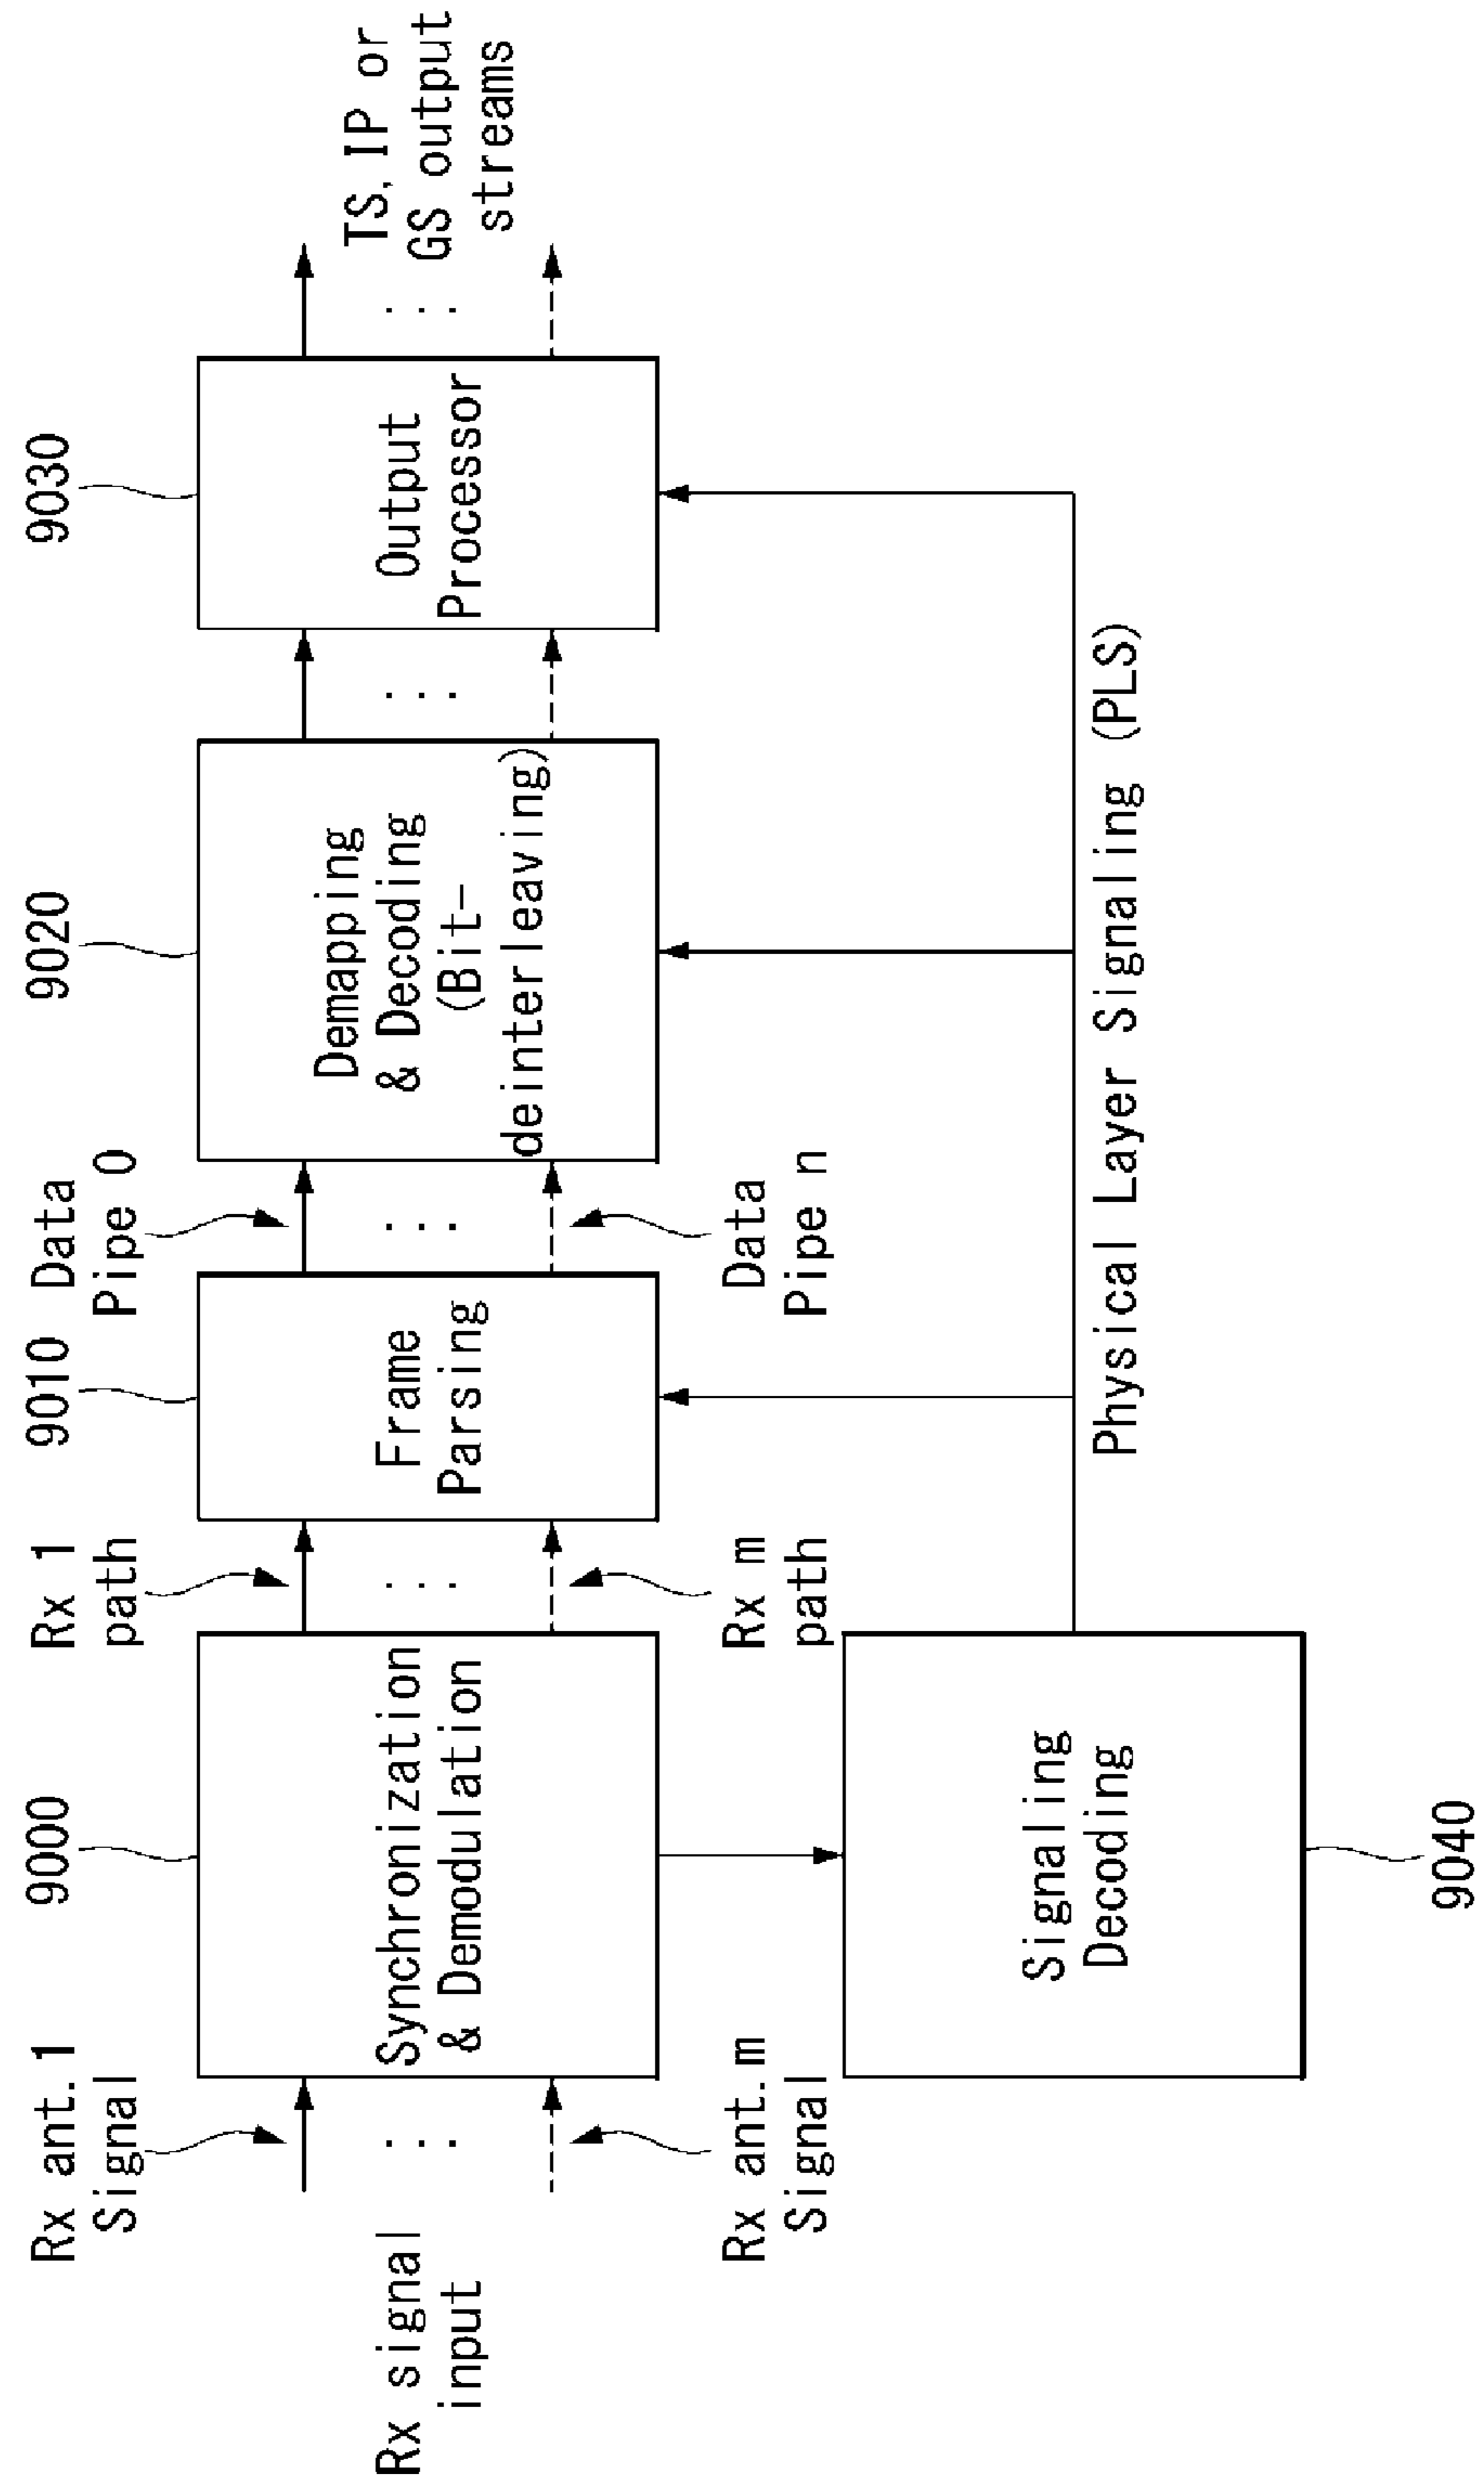 Rx ant.1
Signal
9000
Rx 1
path
9010
Data
Pipe 0
9020
9030
Rx signal
input
Synchronization
& Demodulation
Frame
Parsing
Demapping
& Decoding
(Bit-
deinterleaving)
Output
Processor
TS, IP or
GS output
streams
Rx ant.m
Signal
Rx m
path
Data
Pipe n
Signaling
Decoding
Physical Layer Signaling (PLS)
9040